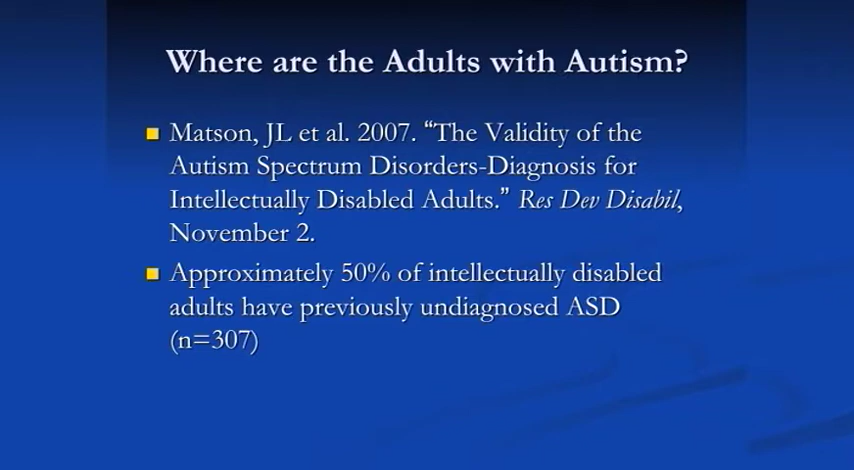 Where are the Adults with Autism?
Matson, JL et al. 2007. “The Validity of the
Autism Spectrum Disorders-Diagnosis for
Intellectually Disabled Adults.” Res Dev Disabil,
November 2.
Approximately 50% of intellectually disabled
adults have previously undiagnosed ASD
(n=307)